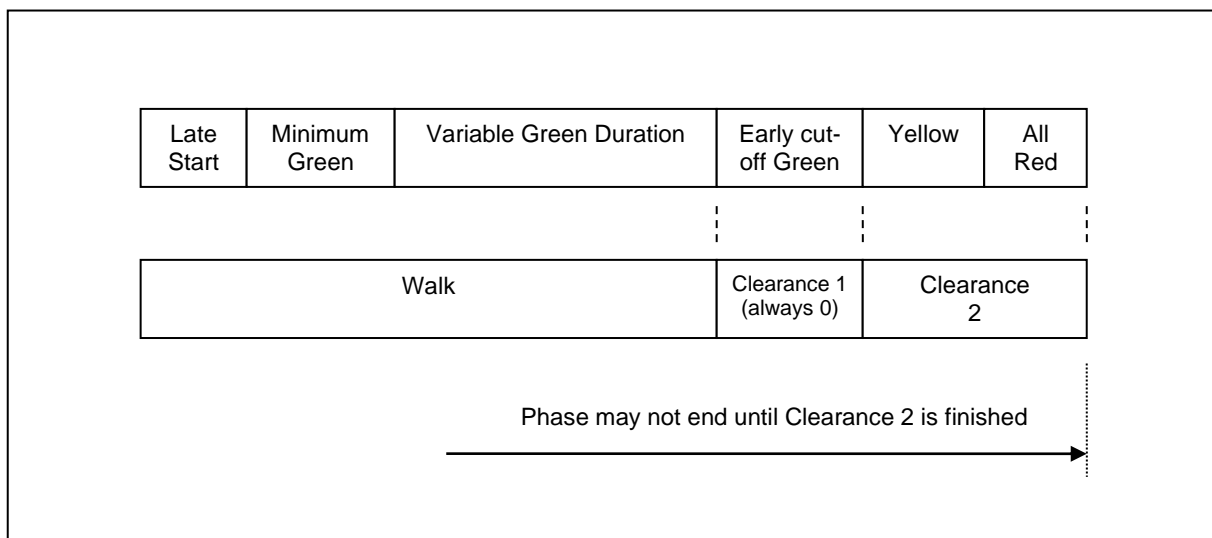 Late
Start
Minimum
Green
Variable Green Duration
Early cut-
off Green
Yellow
All
Red
Walk
Clearance 1
(always 0)
Clearance
2
Phase may not end until Clearance 2 is finished